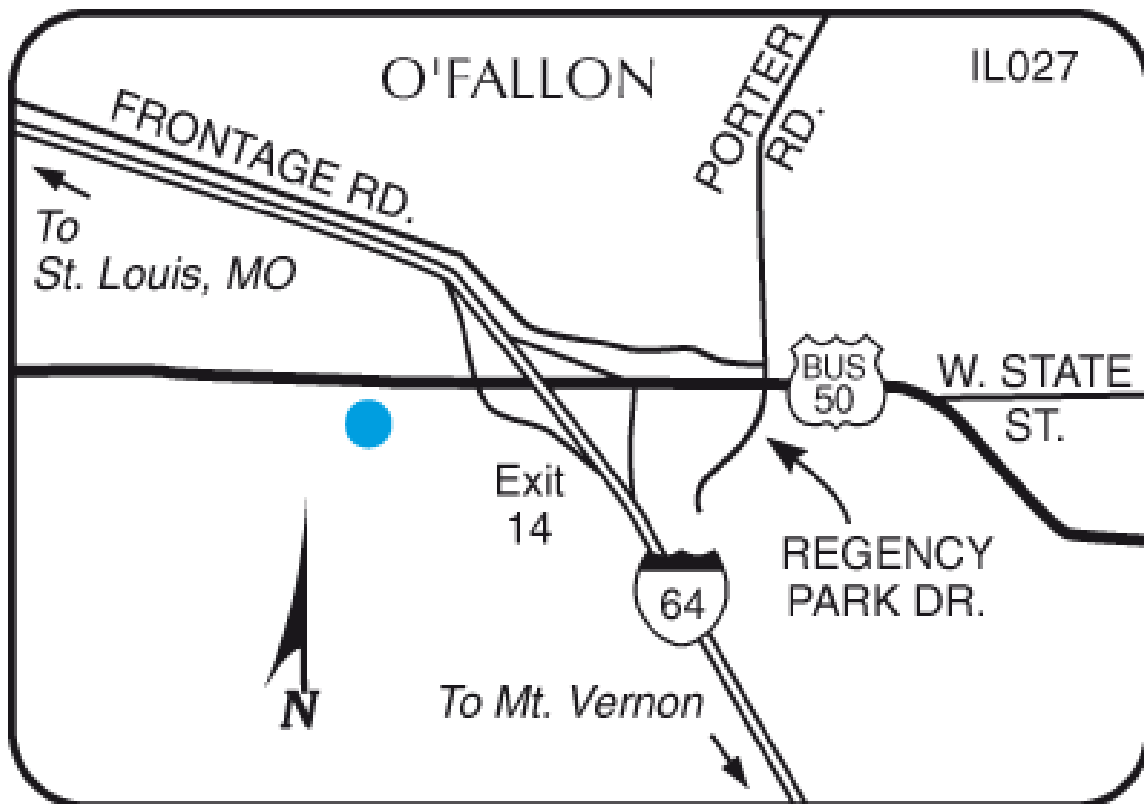 O'FALLON
IL027
PORTER
RD.
FRONTAGE RD.
To
St. Louis, MO
BUS
50
W. STATE
ST.
Exit
14
REGENCY
PARK DR.
64
To Mt. Vernon
N